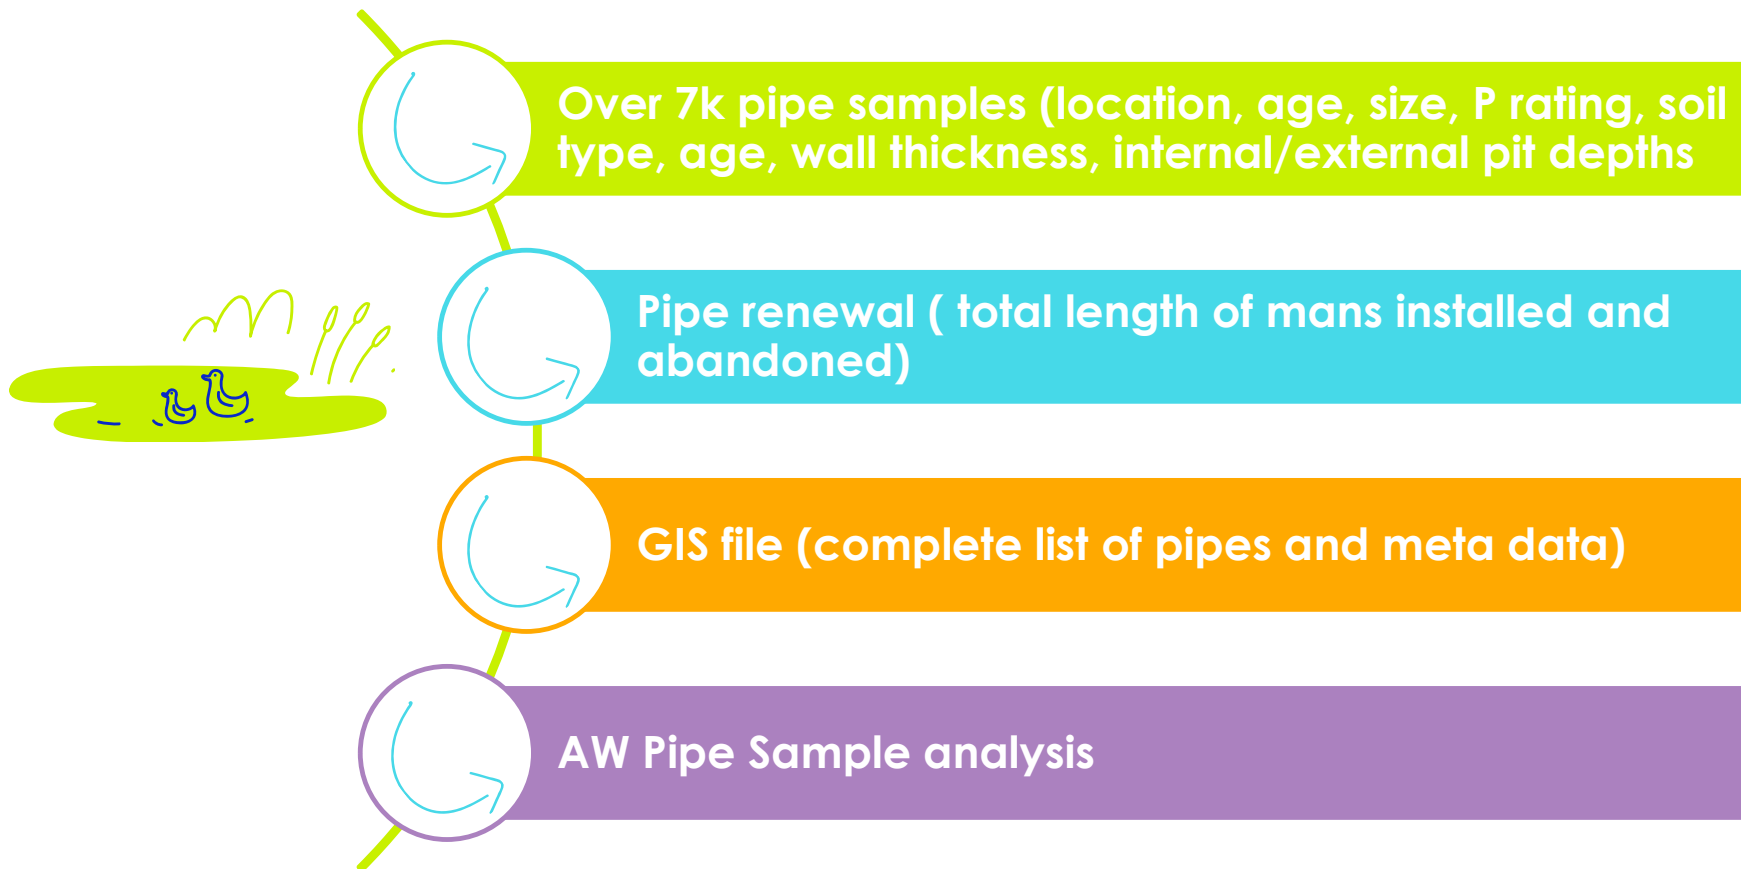 Over 7k pipe samples (location, age, size, P rating, soil
type, age, wall thickness, internal/external pit depths
Pipe renewal ( total length of mans installed and
abandoned)
GIS file (complete list of pipes and meta data)
AW Pipe Sample analysis